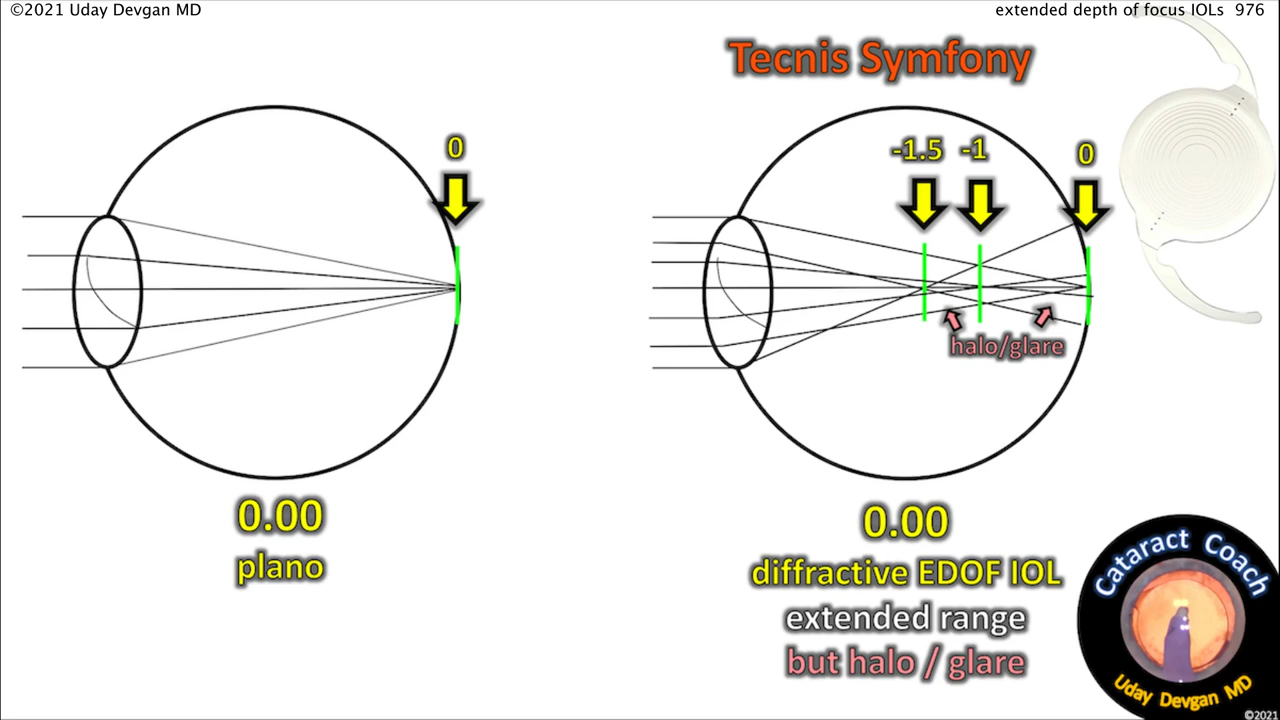 ©2021 Uday Devgan MD
extended depth of focus IOLs 976
Tecnis Symfony
0
-1.5 -1 0
halo/glare
0.00
plano
0.00
diffractive EDOF IOL
extended range
but halo / glare
Cataract Coach
Uday Devgan MD
©2021